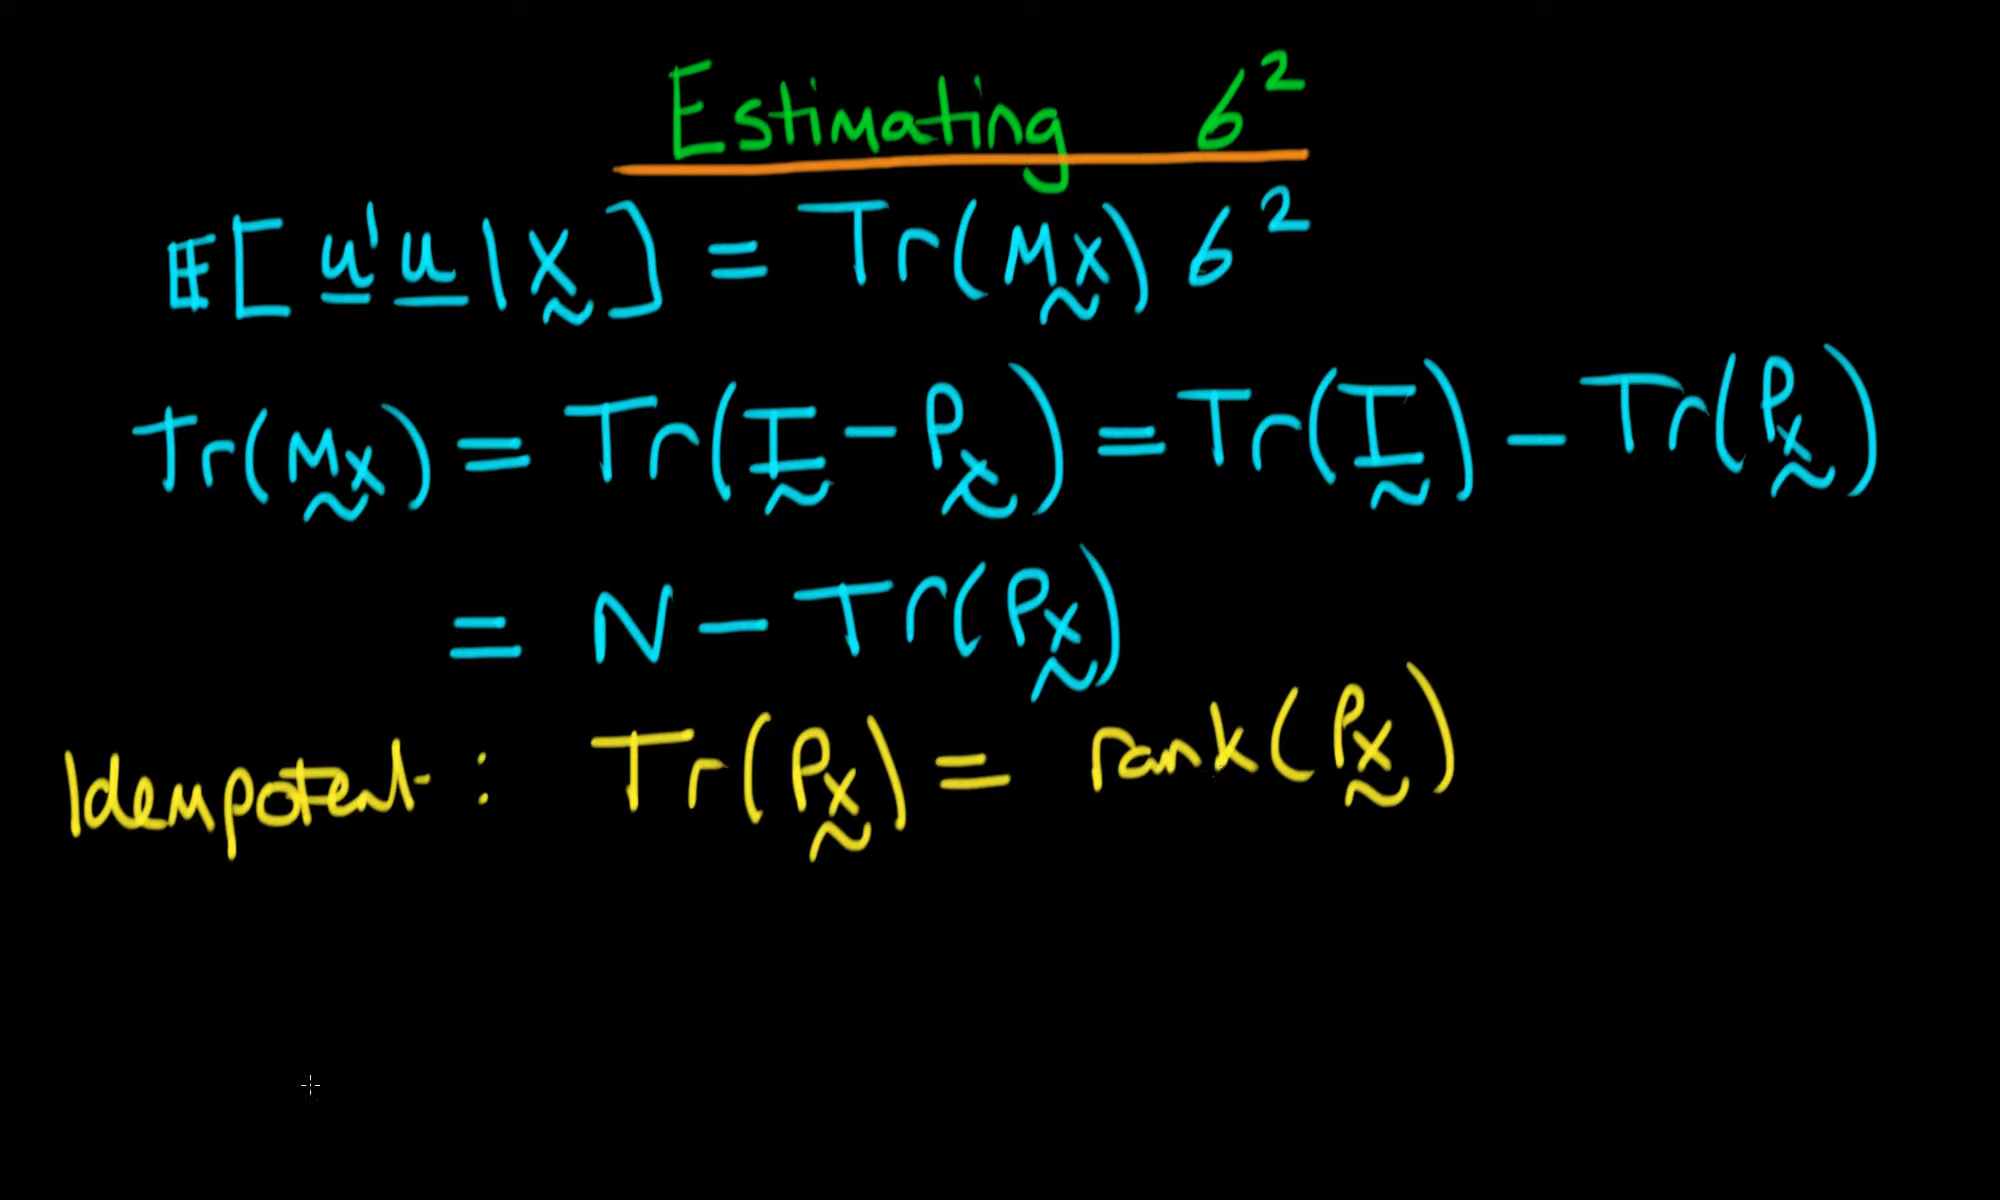 Estimating σ²
𝔼[u'u|X] = Tr(Mx)σ²
Tr(Mx) = Tr(I - Px) = Tr(I) - Tr(Px)
= N - Tr(Px)
Idempotent : Tr(Px) = rank(Px)